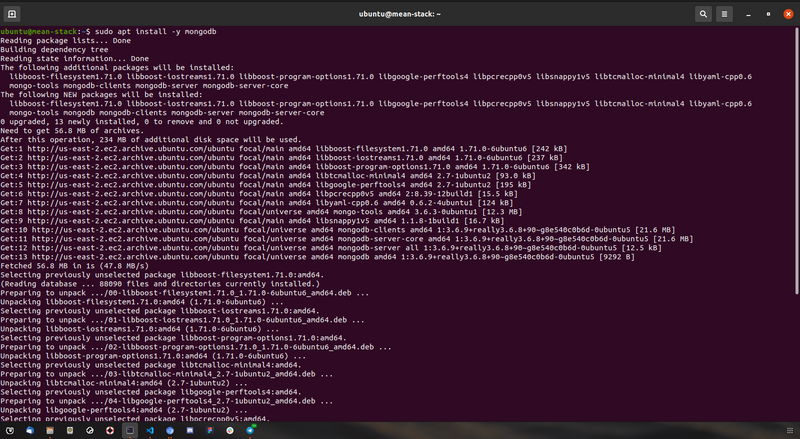 ubuntu@mean-stack: ~
ubuntu@mean-stack:~$ sudo apt install -y mongodb
Reading package lists... Done
Building dependency tree
Reading state information... Done
The following additional packages will be installed:
libboost-filesystem1.71.0 libboost-iostreams1.71.0 libboost-program-options1.71.0 libgoogle-perftools4 libpcrecpp0v5 libsnappy1v5 libtcmalloc-minimal4 libyaml-cpp0.6
mongo-tools mongodb-clients mongodb-server mongodb-server-core
The following NEW packages will be installed:
libboost-filesystem1.71.0 libboost-iostreams1.71.0 libboost-program-options1.71.0 libgoogle-perftools4 libpcrecpp0v5 libsnappy1v5 libtcmalloc-minimal4 libyaml-cpp0.6
mongo-tools mongodb mongodb-clients mongodb-server mongodb-server-core
0 upgraded, 13 newly installed, 0 to remove and 0 not upgraded.
Need to get 56.8 MB of archives.
After this operation, 234 MB of additional disk space will be used.
Get:1 http://us-east-2.ec2.archive.ubuntu.com/ubuntu focal/main amd64 libboost-filesystem1.71.0 amd64 1.71.0-6ubuntu6 [242 kB]
Get:2 http://us-east-2.ec2.archive.ubuntu.com/ubuntu focal/main amd64 libboost-iostreams1.71.0 amd64 1.71.0-6ubuntu6 [237 kB]
Get:3 http://us-east-2.ec2.archive.ubuntu.com/ubuntu focal/main amd64 libboost-program-options1.71.0 amd64 1.71.0-6ubuntu6 [342 kB]
Get:4 http://us-east-2.ec2.archive.ubuntu.com/ubuntu focal/main amd64 libtcmalloc-minimal4 amd64 2.7-1ubuntu2 [93.0 kB]
Get:5 http://us-east-2.ec2.archive.ubuntu.com/ubuntu focal/main amd64 libgoogle-perftools4 amd64 2.7-1ubuntu2 [195 kB]
Get:6 http://us-east-2.ec2.archive.ubuntu.com/ubuntu focal/main amd64 libpcrecpp0v5 amd64 2:8.39-12build1 [15.5 kB]
Get:7 http://us-east-2.ec2.archive.ubuntu.com/ubuntu focal/main amd64 libyaml-cpp0.6 amd64 0.6.2-4ubuntu1 [124 kB]
Get:8 http://us-east-2.ec2.archive.ubuntu.com/ubuntu focal/universe amd64 mongo-tools amd64 3.6.3-0ubuntu1 [12.3 MB]
Get:9 http://us-east-2.ec2.archive.ubuntu.com/ubuntu focal/main amd64 libsnappy1v5 amd64 1.1.8-1build1 [16.7 kB]
Get:10 http://us-east-2.ec2.archive.ubuntu.com/ubuntu focal/universe amd64 mongodb-clients amd64 1:3.6.9+really3.6.8+90~g8e540c0b6d-0ubuntu5 [21.6 MB]
Get:11 http://us-east-2.ec2.archive.ubuntu.com/ubuntu focal/universe amd64 mongodb-server-core amd64 1:3.6.9+really3.6.8+90~g8e540c0b6d-0ubuntu5 [21.6 MB]
Get:12 http://us-east-2.ec2.archive.ubuntu.com/ubuntu focal/universe amd64 mongodb-server all 1:3.6.9+really3.6.8+90~g8e540c0b6d-0ubuntu5 [12.5 kB]
Get:13 http://us-east-2.ec2.archive.ubuntu.com/ubuntu focal/universe amd64 mongodb amd64 1:3.6.9+really3.6.8+90~g8e540c0b6d-0ubuntu5 [9292 B]
Fetched 56.8 MB in 1s (47.8 MB/s)
Selecting previously unselected package libboost-filesystem1.71.0:amd64.
(Reading database ... 88090 files and directories currently installed.)
Preparing to unpack .../00-libboost-filesystem1.71.0_1.71.0-6ubuntu6_amd64.deb ...
Unpacking libboost-filesystem1.71.0:amd64 (1.71.0-6ubuntu6) ...
Selecting previously unselected package libboost-iostreams1.71.0:amd64.
Preparing to unpack .../01-libboost-iostreams1.71.0_1.71.0-6ubuntu6_amd64.deb ...
Unpacking libboost-iostreams1.71.0:amd64 (1.71.0-6ubuntu6) ...
Selecting previously unselected package libboost-program-options1.71.0:amd64.
Preparing to unpack .../02-libboost-program-options1.71.0_1.71.0-6ubuntu6_amd64.deb ...
Unpacking libboost-program-options1.71.0:amd64 (1.71.0-6ubuntu6) ...
Selecting previously unselected package libtcmalloc-minimal4:amd64.
Preparing to unpack .../03-libtcmalloc-minimal4_2.7-1ubuntu2_amd64.deb ...
Unpacking libtcmalloc-minimal4:amd64 (2.7-1ubuntu2) ...
Selecting previously unselected package libgoogle-perftools4:amd64.
Preparing to unpack .../04-libgoogle-perftools4_2.7-1ubuntu2_amd64.deb ...
Unpacking libgoogle-perftools4:amd64 (2.7-1ubuntu2) ...
Selecting previously unselected package libpcrecpp0v5:amd64.